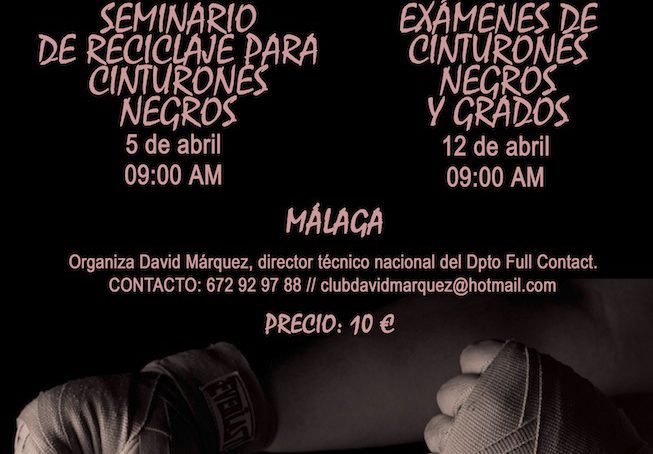 SEMINARIO
DE RECICLAJE PARA
CINTURONES
NEGROS
5 de abril
09:00 AM
EXÁMENES DE
CINTURONES
NEGROS
Y GRADOS
12 de abril
09:00 AM
MÁLAGA
Organiza David Márquez, director técnico nacional del Dpto Full Contact.
CONTACTO: 672 92 97 88 // clubdavidmarquez@hotmail.com
PRECIO: 10 €